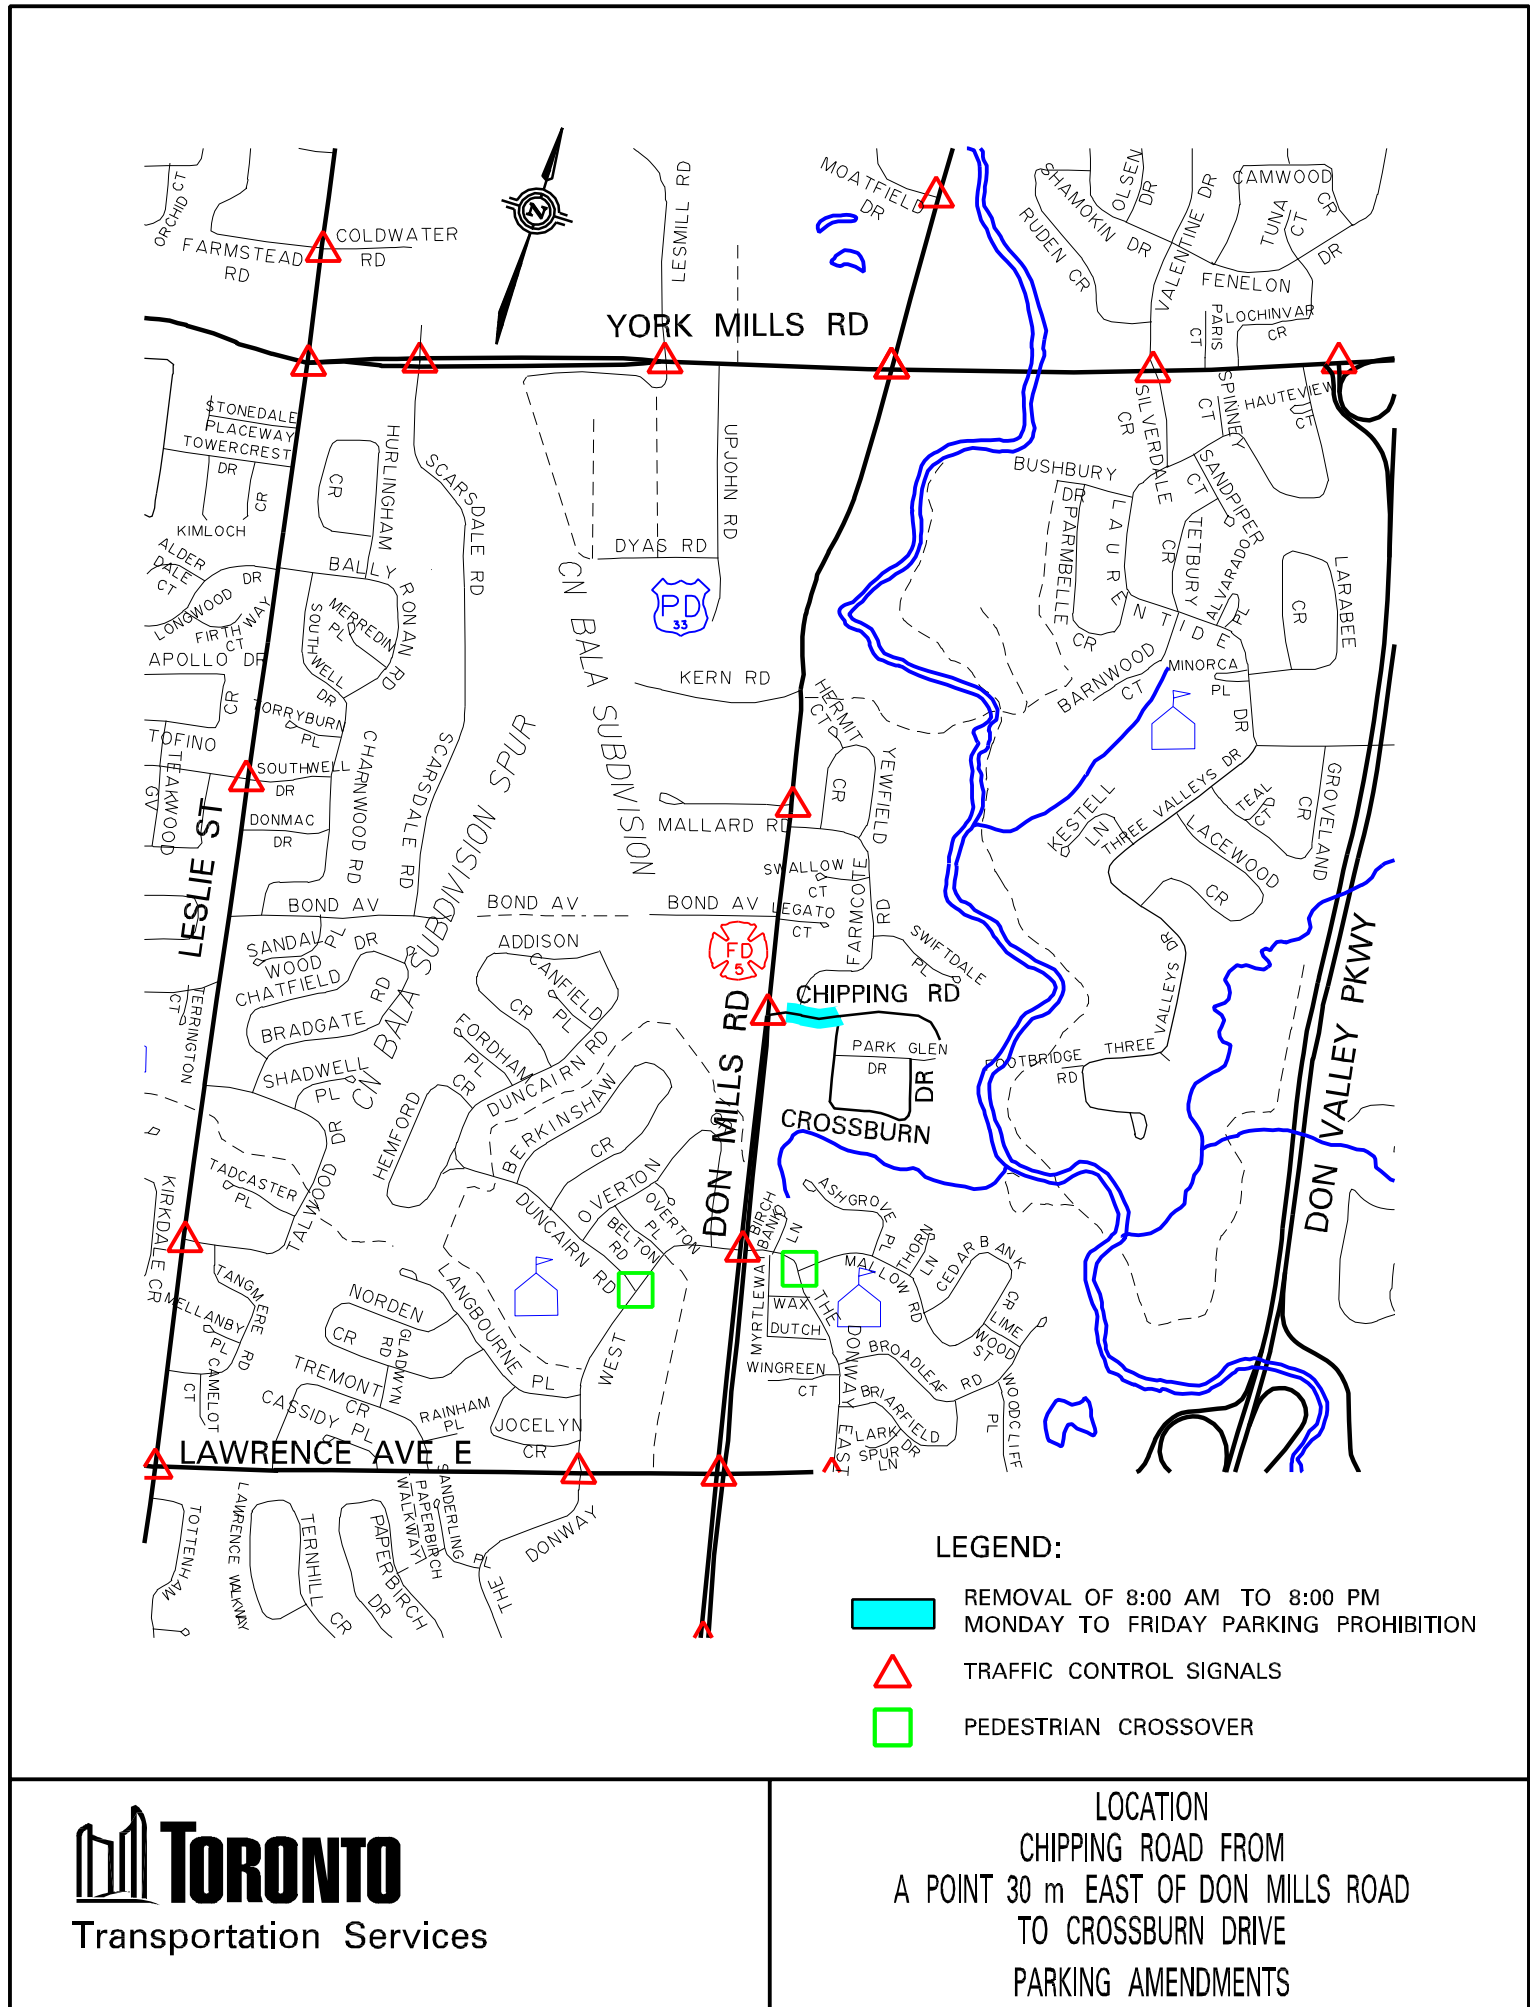 ORCHID CT
FARMSTEAD
RD
COLDWATER
RD
LESMILL RD
MOATFIELD
DR
N
SHAMOKIN DR
RUDEN CR
OLSEN
DR
VALENTINE DR
CAMWOOD
CR
TUNA
CT
DR
FENELON
PARIS
CT
LOCHINVAR
CR
YORK MILLS RD
STONEDALE
PLACEWAY
TOWERCREST
DR
CR
KIMLOCH
CR
HURLINGHAM
SCARSDALE RD
UPJOHN RD
DYAS RD
CN BALA SUBDIVISION
PD
33
SILVERDALE
CR
SPINNEY
CT
HAUTEVIEW
CT
BUSHBURY
DR
SANDPIPER
CT
PARMBELLE
CR
LAURENTIDE
DR
TETBURY
CR
ALVARADO
PL
LARABEE
CR
ALDER
DALE
CT
LONGWOOD
DR
FIRTH WAY
CT
BALLYRONAN RD
MERREDIN
PL
SOUTHWELL
DR
APOLLO DR
CR
TORRYBURN
PL
TOFINO
TEAKWOOD
GV
SOUTHWELL
DR
DONMAC
DR
CHARNWOOD RD
SCARSDALE RD
CN BALA SUBDIVISION SPUR
KERN RD
HERMIT
CT
YEWFIELD
CR
MALLARD RD
BARNWOOD
CT
MINORCA
PL
KESTELL
LN
THREE VALLEYS DR
TEAL
CT
LACEWOOD
CR
GROVELAND
CR
LESLIE ST
BOND AV
BOND AV
BOND AV
SWALLOW
CT
LEGATO
CT
FARMCOTE
RD
SWIFTDALE
PL
SANDAL
WOOD
PL
DR
CHATFIELD
BRADGATE
RD
SHADWELL
PL
TERRINGTON
CT
ADDISON
CR
CANFIELD
PL
FORDHAM
PL
CR
DUNCAIRN RD
HEMFORD
BERKINSHAW
CR
FD
5
DON MILLS RD
CHIPPING RD
PARK GLEN
DR
CROSSBURN
DR
FOOTBRIDGE
RD
THREE
VALLEYS DR
DON VALLEY PKWY
TALWOOD DR
TADCASTER
PL
KIRKDALE CR
TANGMERE RD
MELLANBY
PL
CAMELOT
CT
NORDEN
CR
GLADWYN
RD
TREMONT
CR
CASSIDY
PL
RAINHAM
PL
LANGBOURNE
PL
JOCELYN
CR
DUNCAIRN RD
OVERTON
OVERTON
PL
BELTON
RD
WEST
BIRCH
BANK
LN
ASHGROVE
PL
MALLOW RD
THORN
LN
CEDARBANK
CR
LIME
WOOD
ST
MYRTLEWAY
WAX
DUTCH
WINGREEN
CT
THE DONWAY EAST
BROADLEAF RD
BRIARFIELD
DR
LARK
SPUR
LN
WOODCLIFF
PL
LAWRENCE AVE E
TOTTENHAM
LAWRENCE WALKWAY
TERNHILL CR
PAPERBIRCH
DR
PAPERBIRCH
WALKWAY
SANDERLING
PL
THE
DONWAY
LEGEND:
REMOVAL OF 8:00 AM TO 8:00 PM
MONDAY TO FRIDAY PARKING PROHIBITION
TRAFFIC CONTROL SIGNALS
PEDESTRIAN CROSSOVER
TORONTO
Transportation Services
LOCATION
CHIPPING ROAD FROM
A POINT 30 m EAST OF DON MILLS ROAD
TO CROSSBURN DRIVE
PARKING AMENDMENTS